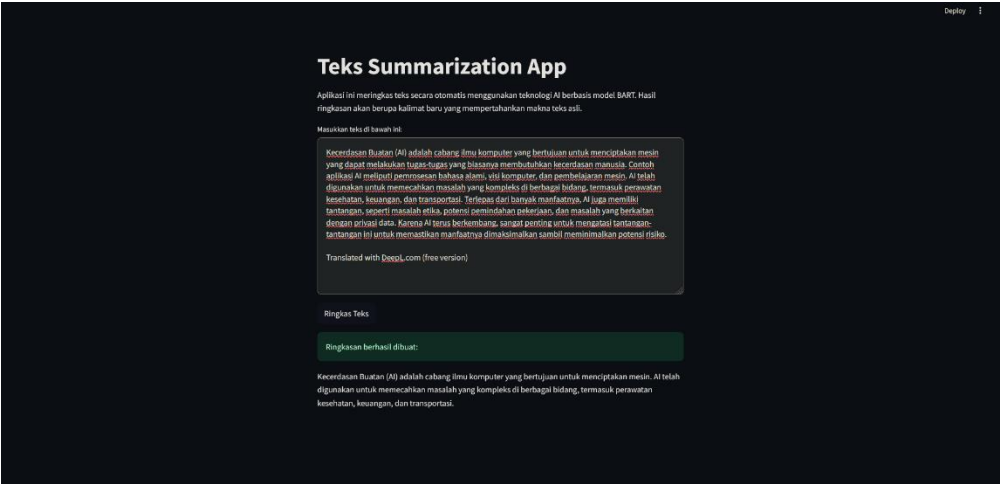 Deploy
Teks Summarization App
Aplikasi ini meringkas teks secara otomatis menggunakan teknologi AI berbasis model BART. Hasil
ringkasan akan berupa kalimat baru yang mempertahankan makna teks asli.
Masukkan teks di bawah ini:
Kecerdasan Buatan (AI) adalah cabang ilmu komputer yang bertujuan untuk menciptakan mesin
yang dapat melakukan tugas-tugas yang biasanya membutuhkan kecerdasan manusia. Contoh
aplikasi AI meliputi pemrosesan bahasa alami, visi komputer, dan pembelajaran mesin. AI telah
digunakan untuk memecahkan masalah yang kompleks di berbagai bidang, termasuk perawatan
kesehatan, keuangan, dan transportasi. Terlepas dari banyak manfaatnya, AI juga memiliki
tantangan, seperti masalah etika, potensi pemindahan pekerjaan, dan masalah yang berkaitan
dengan privasi data. Karena AI terus berkembang, sangat penting untuk mengatasi tantangan-
tantangan ini untuk memastikan manfaatnya dimaksimalkan sambil meminimalkan potensi risiko.
Translated with DeepL.com (free version)
Ringkas Teks
Ringkasan berhasil dibuat:
Kecerdasan Buatan (AI) adalah cabang ilmu komputer yang bertujuan untuk menciptakan mesin. AI telah
digunakan untuk memecahkan masalah yang kompleks di berbagai bidang, termasuk perawatan
kesehatan, keuangan, dan transportasi.